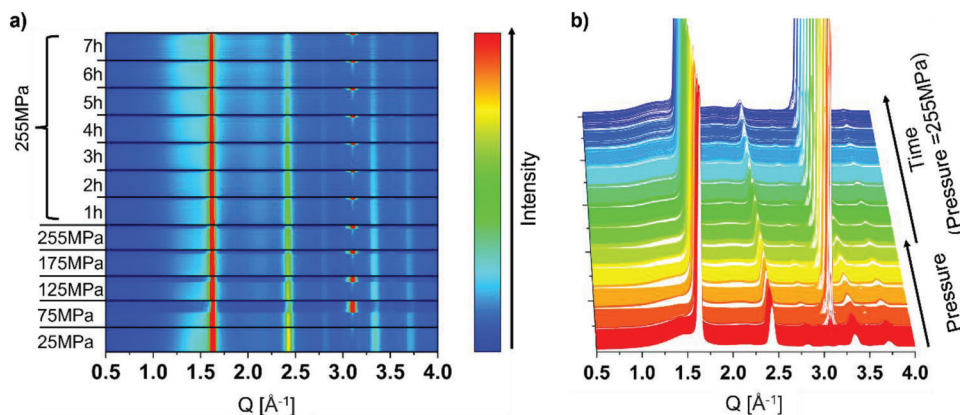 a)
7h
6h
5h
4h
3h
2h
1h
255MPa
255MPa
175MPa
125MPa
75MPa
25MPa
0.5 1.0 1.5 2.0 2.5 3.0 3.5 4.0
Q [Å⁻¹]
Intensity
b)
Time
(Pressure =255MPa)
Pressure
0.5 1.0 1.5 2.0 2.5 3.0 3.5 4.0
Q [Å⁻¹]